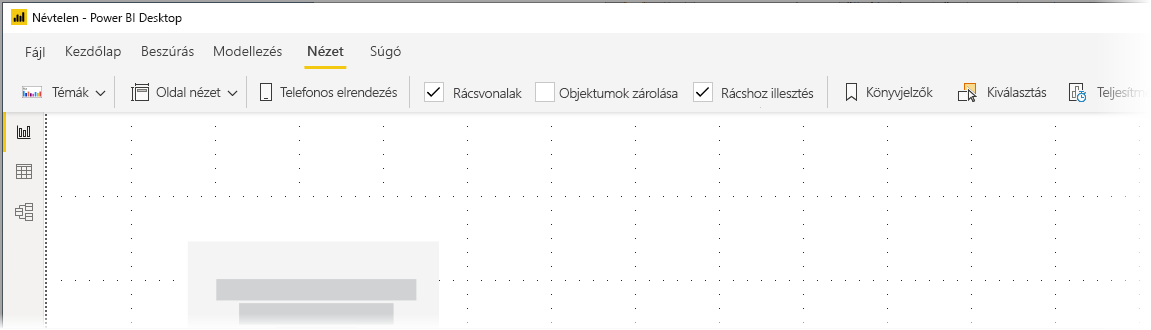 Névtelen - Power BI Desktop
Fájl Kezdőlap Beszúrás Modellezés Nézet Súgó
Témák Oldal nézet Telefonos elrendezés Rácsvonalak Objektumok zárolása Rácshoz illesztés Könyvjelzők Kiválasztás